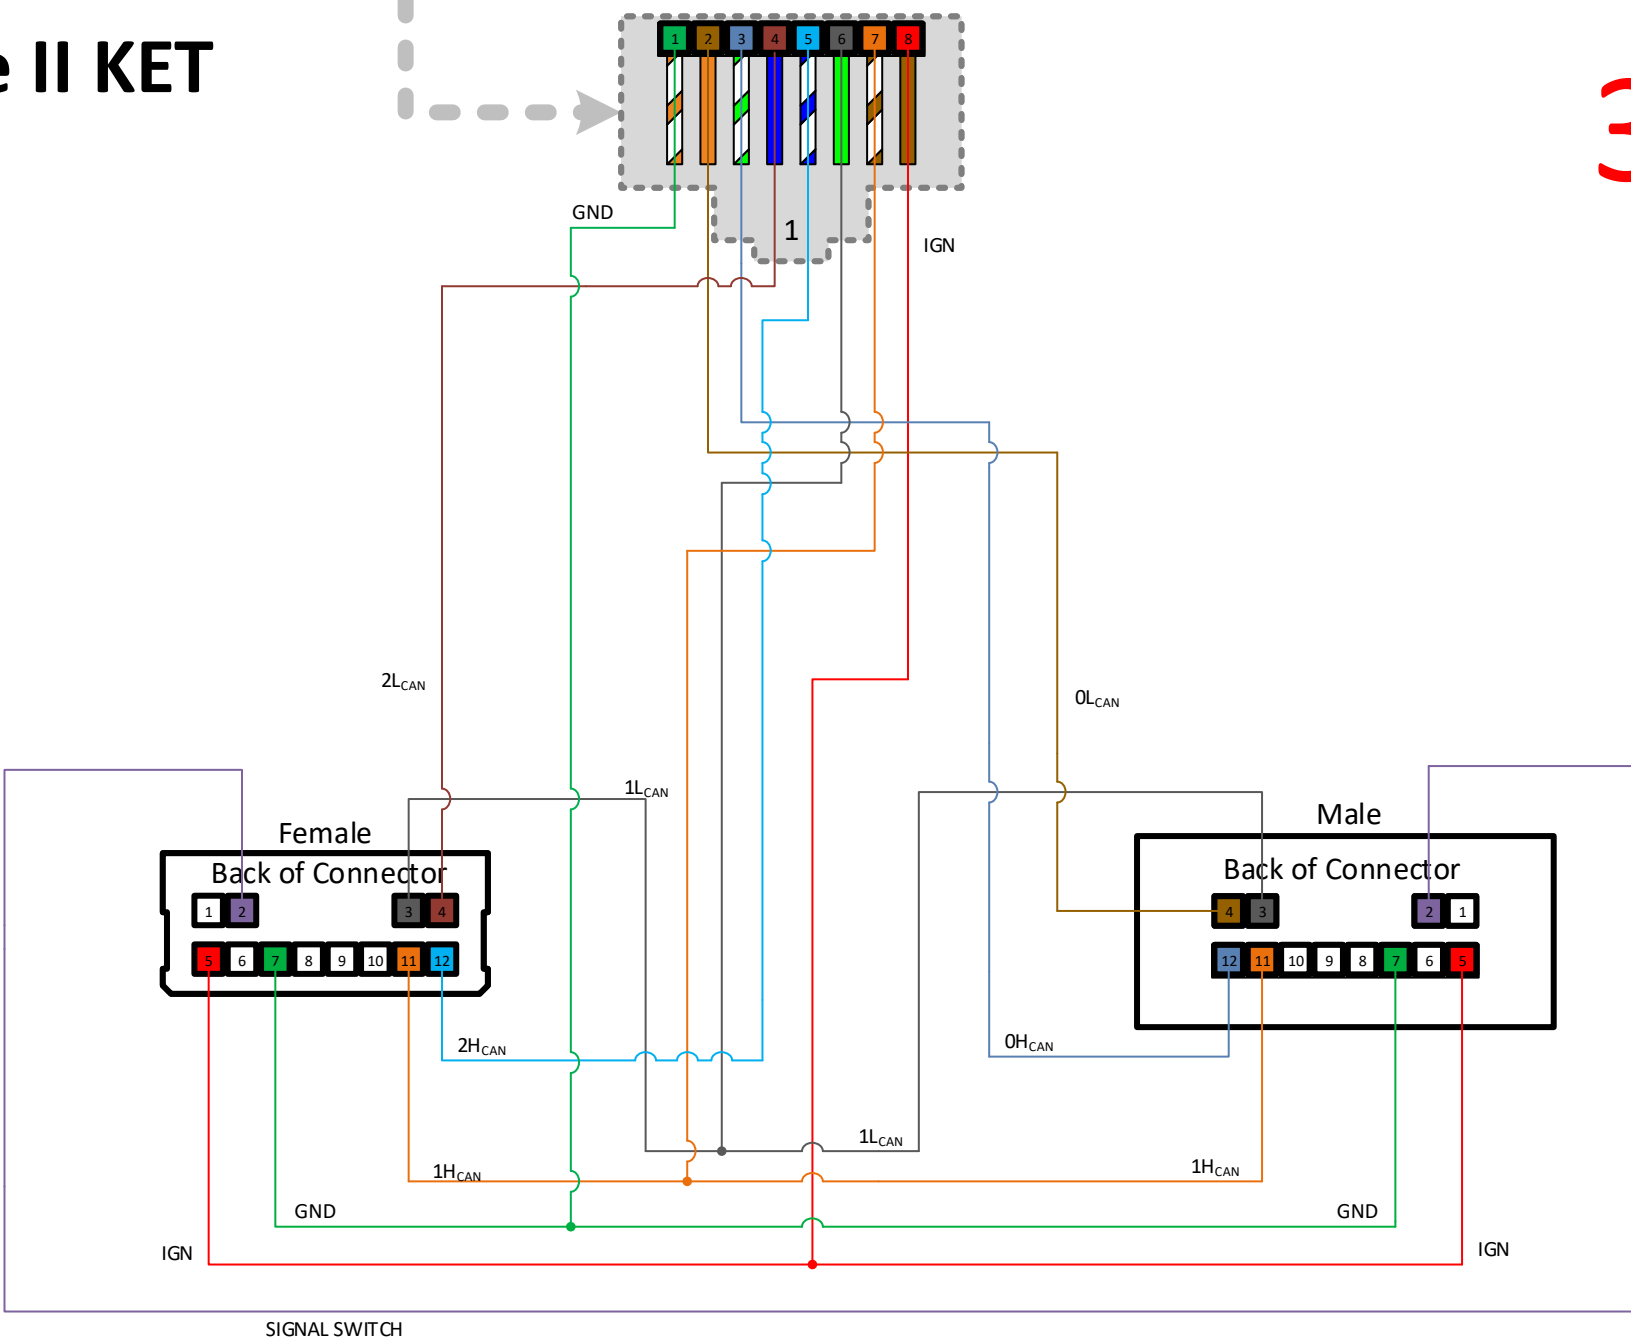 e II KET
3
1 2 3 4 5 6 7 8
GND
1
IGN
2LCAN
0LCAN
1LCAN
Female
Back of Connector
1 2 3 4
5 6 7 8 9 10 11 12
Male
Back of Connector
4 3 2 1
12 11 10 9 8 7 6 5
2HCAN
0HCAN
1LCAN
1HCAN
1HCAN
GND
GND
IGN
IGN
SIGNAL SWITCH